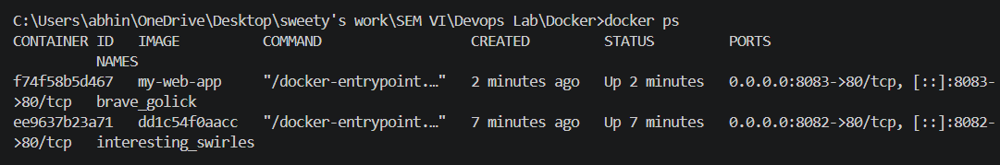 C:\Users\abhin\OneDrive\Desktop\sweety's work\SEM VI\Devops Lab\Docker>docker ps
CONTAINER ID   IMAGE          COMMAND                  CREATED         STATUS         PORTS
          NAMES
f74f58b5d467   my-web-app     "/docker-entrypoint.…"   2 minutes ago   Up 2 minutes   0.0.0.0:8083->80/tcp, [::]:8083-
>80/tcp   brave_golick
ee9637b23a71   dd1c54f0aacc   "/docker-entrypoint.…"   7 minutes ago   Up 7 minutes   0.0.0.0:8082->80/tcp, [::]:8082-
>80/tcp   interesting_swirles